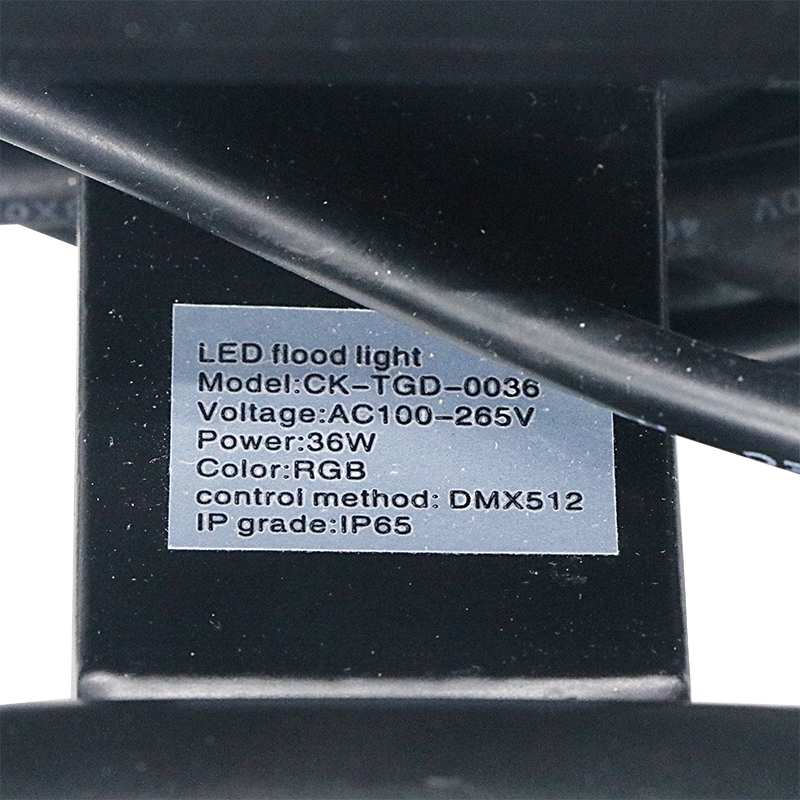 LED flood light
Model:CK-TGD-0036
Voltage:AC100-265V
Power:36W
Color:RGB
control method: DMX512
IP grade:IP65